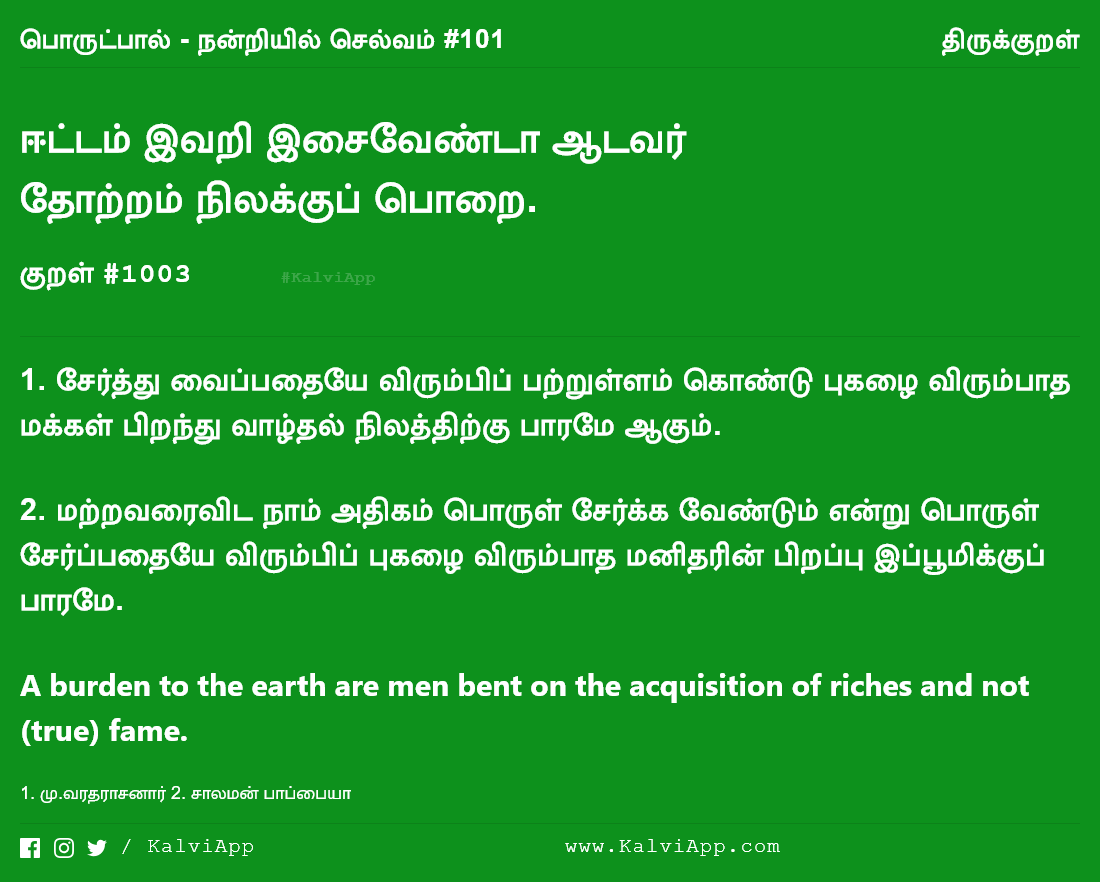 பொருட்பால் - நன்றியில் செல்வம் #101 திருக்குறள்
ஈட்டம் இவறி இசைவேண்டா ஆடவர்
தோற்றம் நிலக்குப் பொறை.
குறள் #1003 #KalviApp
1. சேர்த்து வைப்பதையே விரும்பிப் பற்றுள்ளம் கொண்டு புகழை விரும்பாத
மக்கள் பிறந்து வாழ்தல் நிலத்திற்கு பாரமே ஆகும்.
2. மற்றவரைவிட நாம் அதிகம் பொருள் சேர்க்க வேண்டும் என்று பொருள்
சேர்ப்பதையே விரும்பிப் புகழை விரும்பாத மனிதரின் பிறப்பு இப்பூமிக்குப்
பாரமே.
A burden to the earth are men bent on the acquisition of riches and not
(true) fame.
1. மு.வரதராசனார் 2. சாலமன் பாப்பையா
/ KalviApp www.KalviApp.com